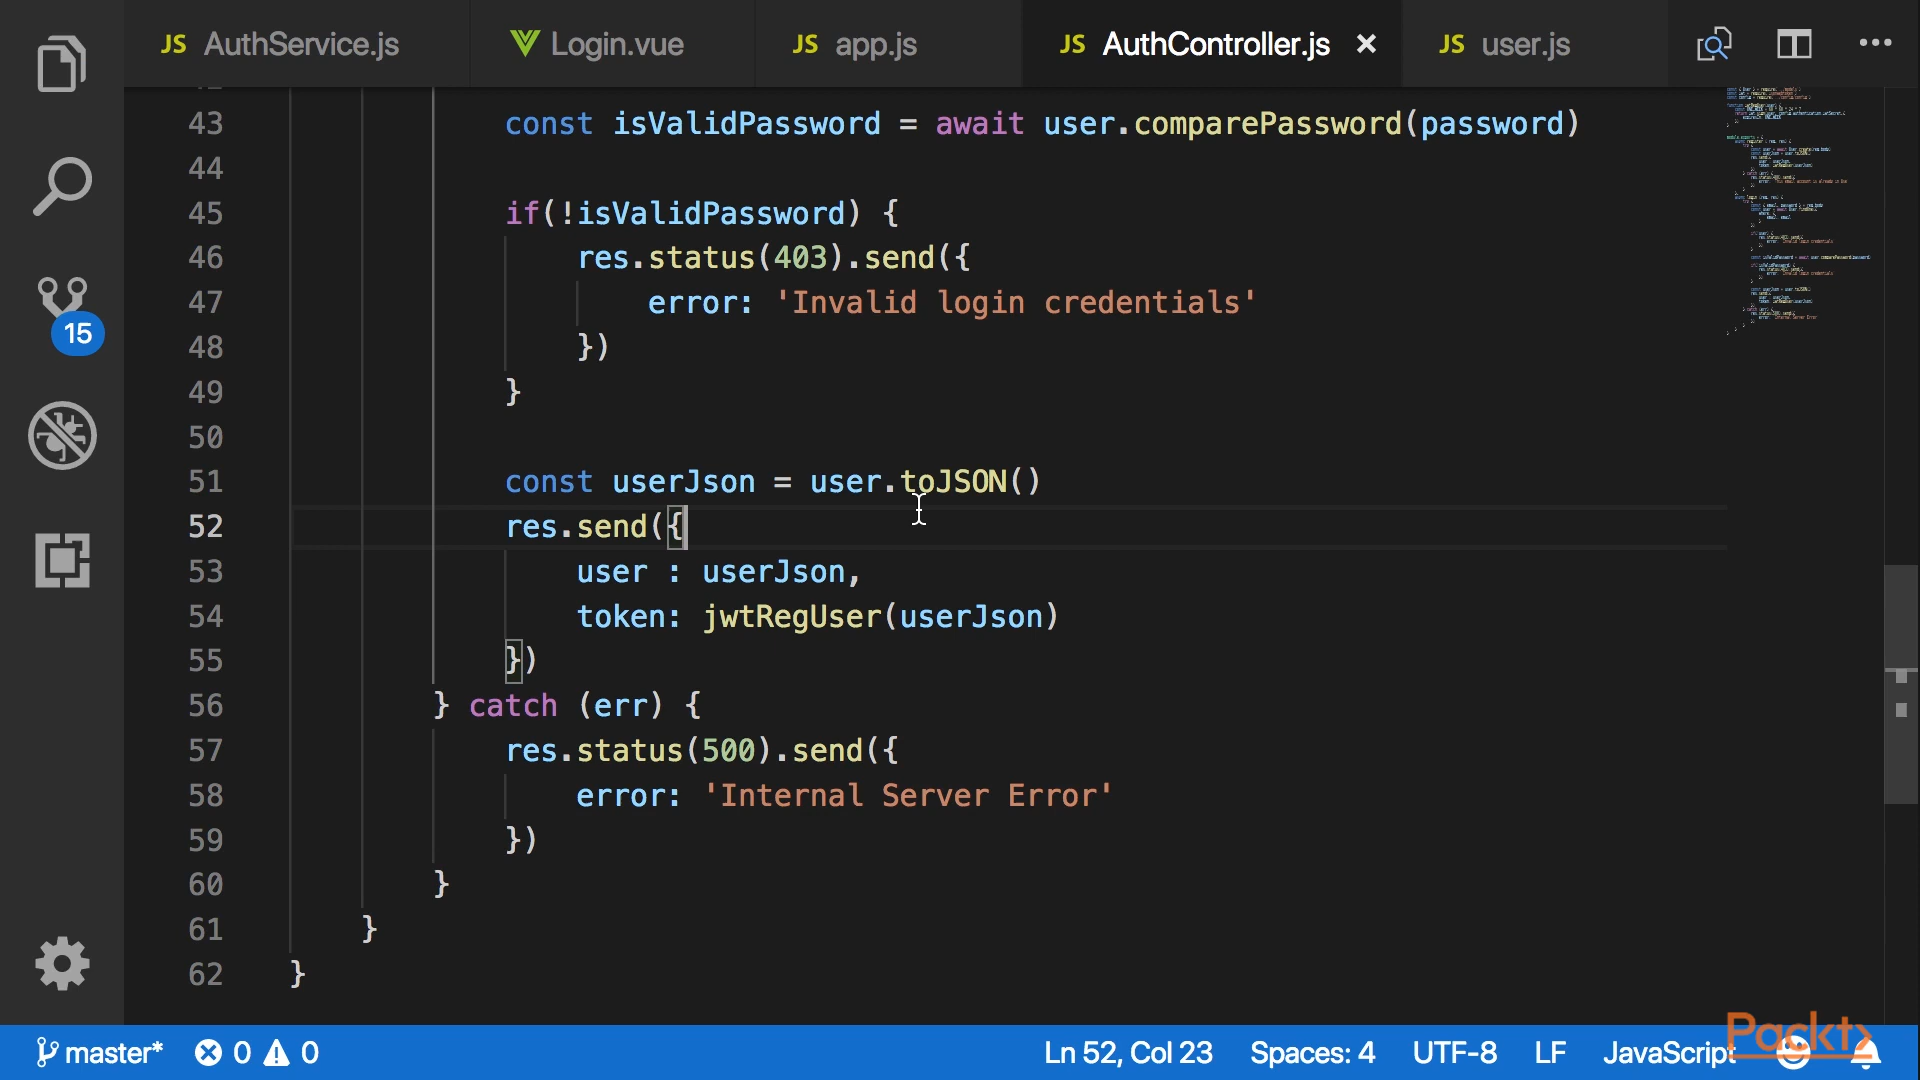 JS AuthService.js Login.vue JS app.js JS AuthController.js × JS user.js
43 const isValidPassword = await user.comparePassword(password)
44
45 if(!isValidPassword) {
46 res.status(403).send({
47 error: 'Invalid login credentials'
48 })
49 }
50
51 const userJson = user.toJSON()
52 res.send({
53 user : userJson,
54 token: jwtRegUser(userJson)
55 })
56 } catch (err) {
57 res.status(500).send({
58 error: 'Internal Server Error'
59 })
60 }
61 }
62 }
15
master* 0 0 Ln 52, Col 23 Spaces: 4 UTF-8 LF JavaScript
Packt>